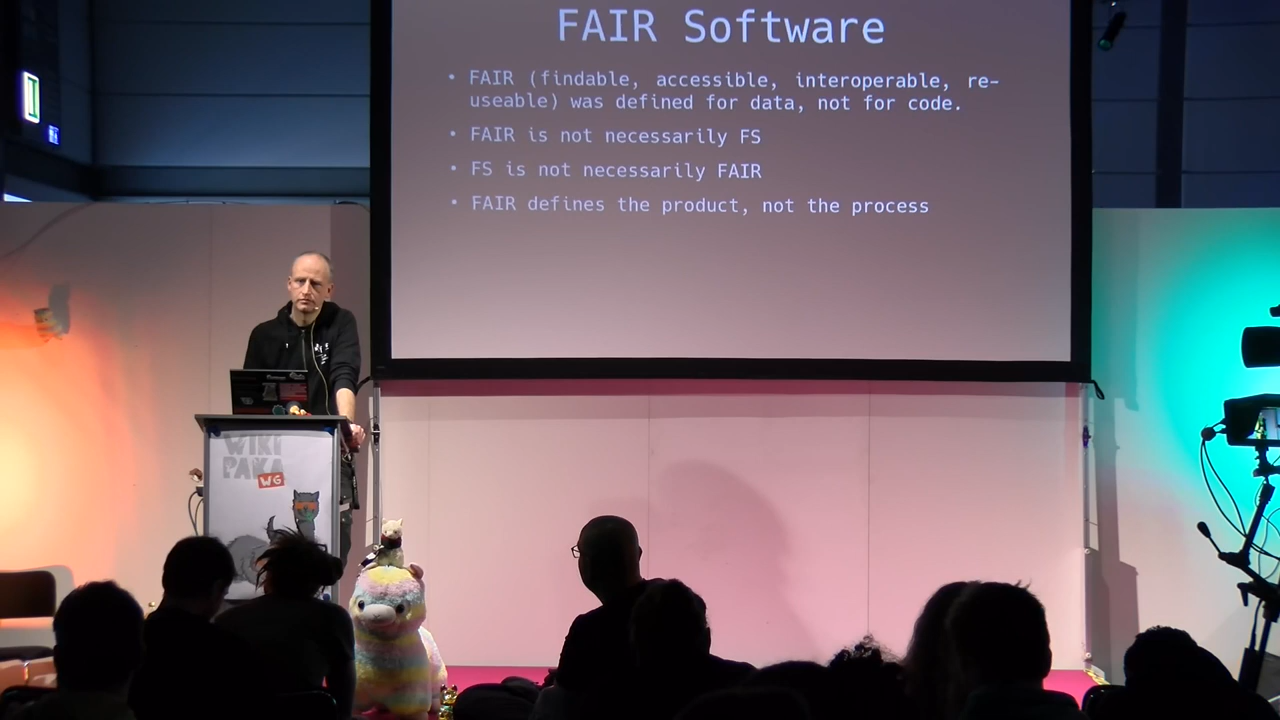 FAIR Software
• FAIR (findable, accessible, interoperable, re-
useable) was defined for data, not for code.
• FAIR is not necessarily FS
• FS is not necessarily FAIR
• FAIR defines the product, not the process
WIKI
PAKA
WG